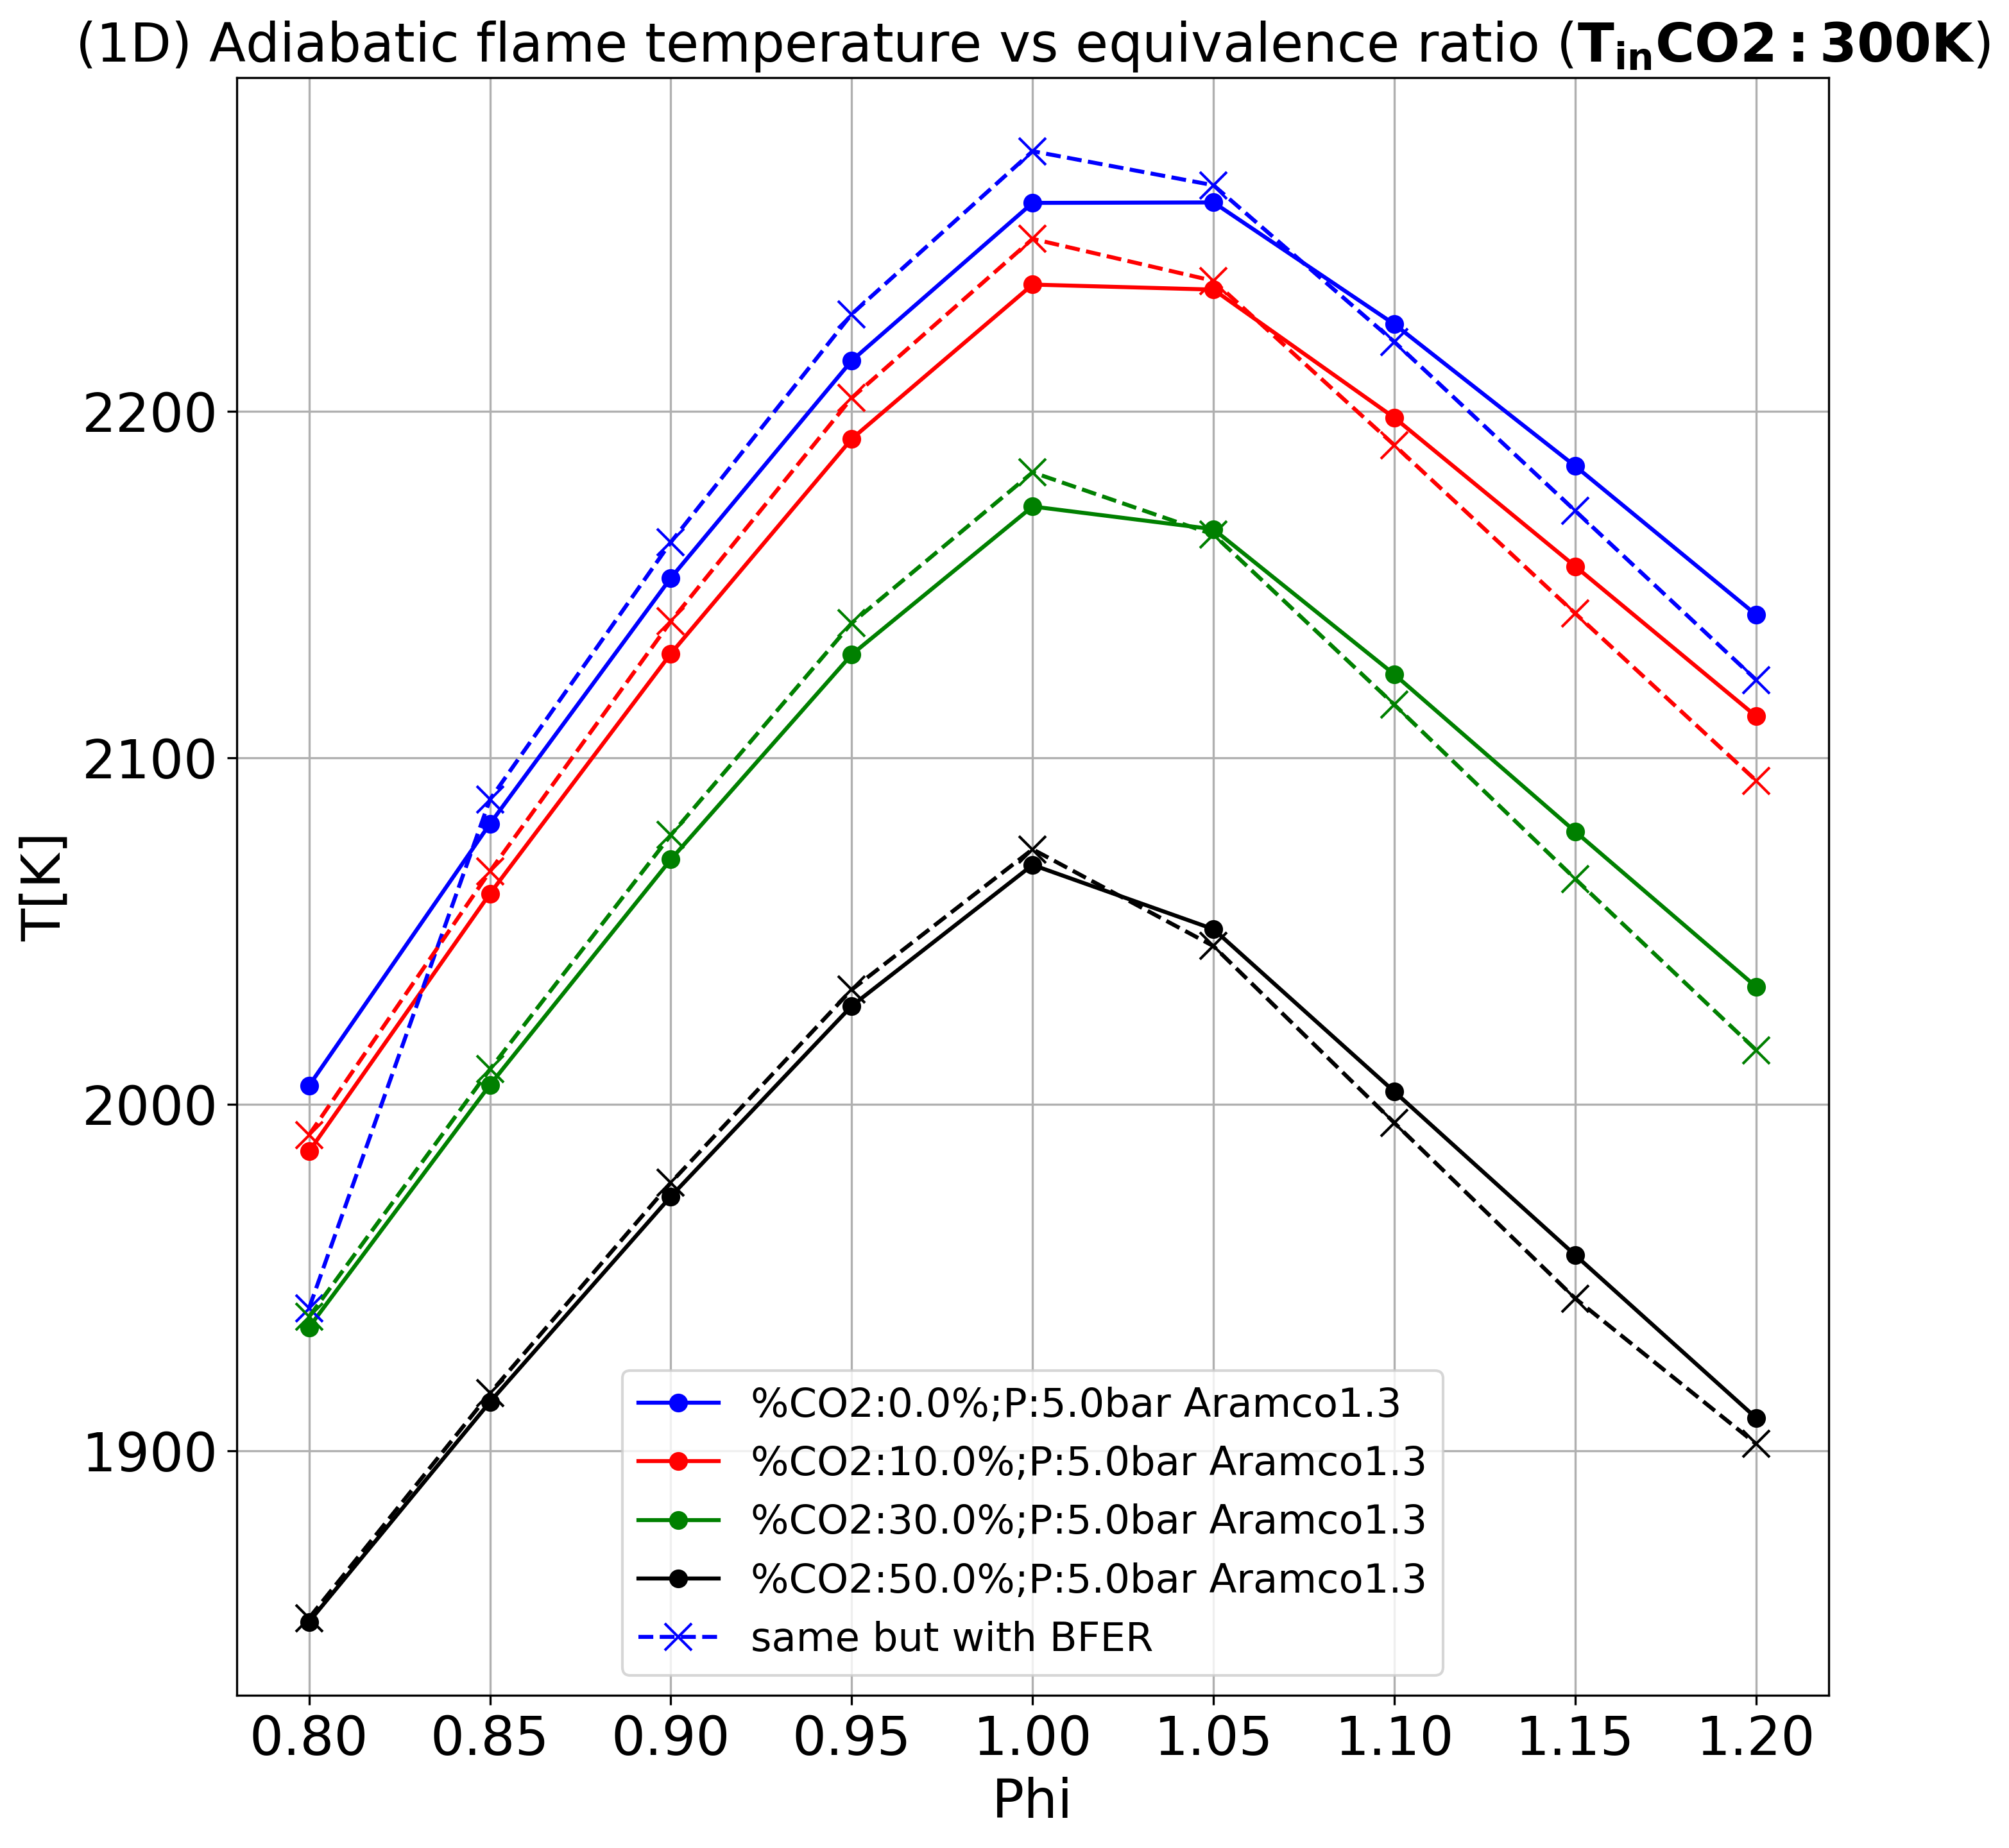 (1D) Adiabatic flame temperature vs equivalence ratio (T_in CO2 : 300K)
2200
2100
2000
1900
T[K]
%CO2:0.0%;P:5.0bar Aramco1.3
%CO2:10.0%;P:5.0bar Aramco1.3
%CO2:30.0%;P:5.0bar Aramco1.3
%CO2:50.0%;P:5.0bar Aramco1.3
same but with BFER
0.80 0.85 0.90 0.95 1.00 1.05 1.10 1.15 1.20
Phi